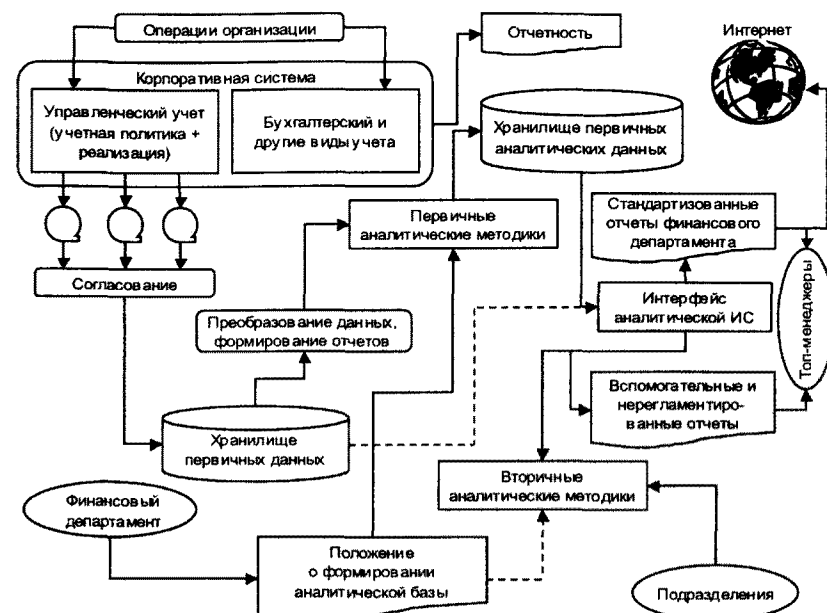 Операции организации
Отчетность
Интернет
Корпоративная система
Управленческий учет
(учетная политика +
реализация)
Бухгалтерский и
другие виды учета
Хранилище первичных
аналитических данных
Первичные
аналитические методики
Стандартизованные
отчеты финансового
департамента
Согласование
Топ-менеджеры
Интерфейс
аналитической ИС
Преобразование данных,
формирование отчетов
Вспомогательные и
нерегламентиро-
ванные отчеты
Хранилище
первичных данных
Вторичные
аналитические методики
Финансовый
департамент
Положение
о формировании
аналитической базы
Подразделения